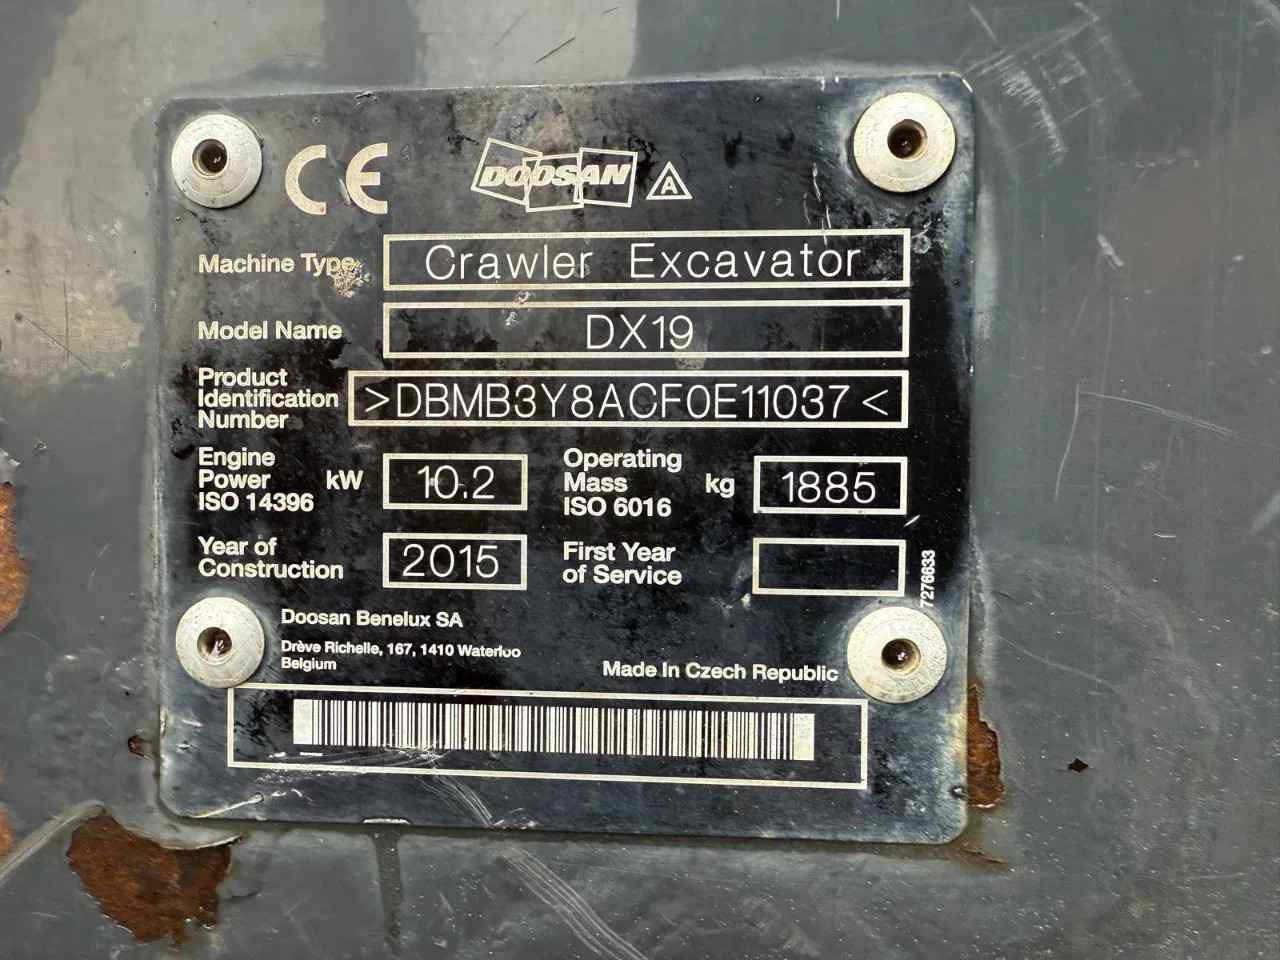 CE DOOSAN A
Machine Type Crawler Excavator
Model Name DX19
Product
Identification
Number >DBMB3Y8ACF0E11037<
Engine
Power kW 10.2
ISO 14396
Operating
Mass kg 1885
ISO 6016
Year of
Construction 2015
First Year
of Service
7276633
Doosan Benelux SA
Drève Richelle, 167, 1410 Waterloo
Belgium
Made In Czech Republic